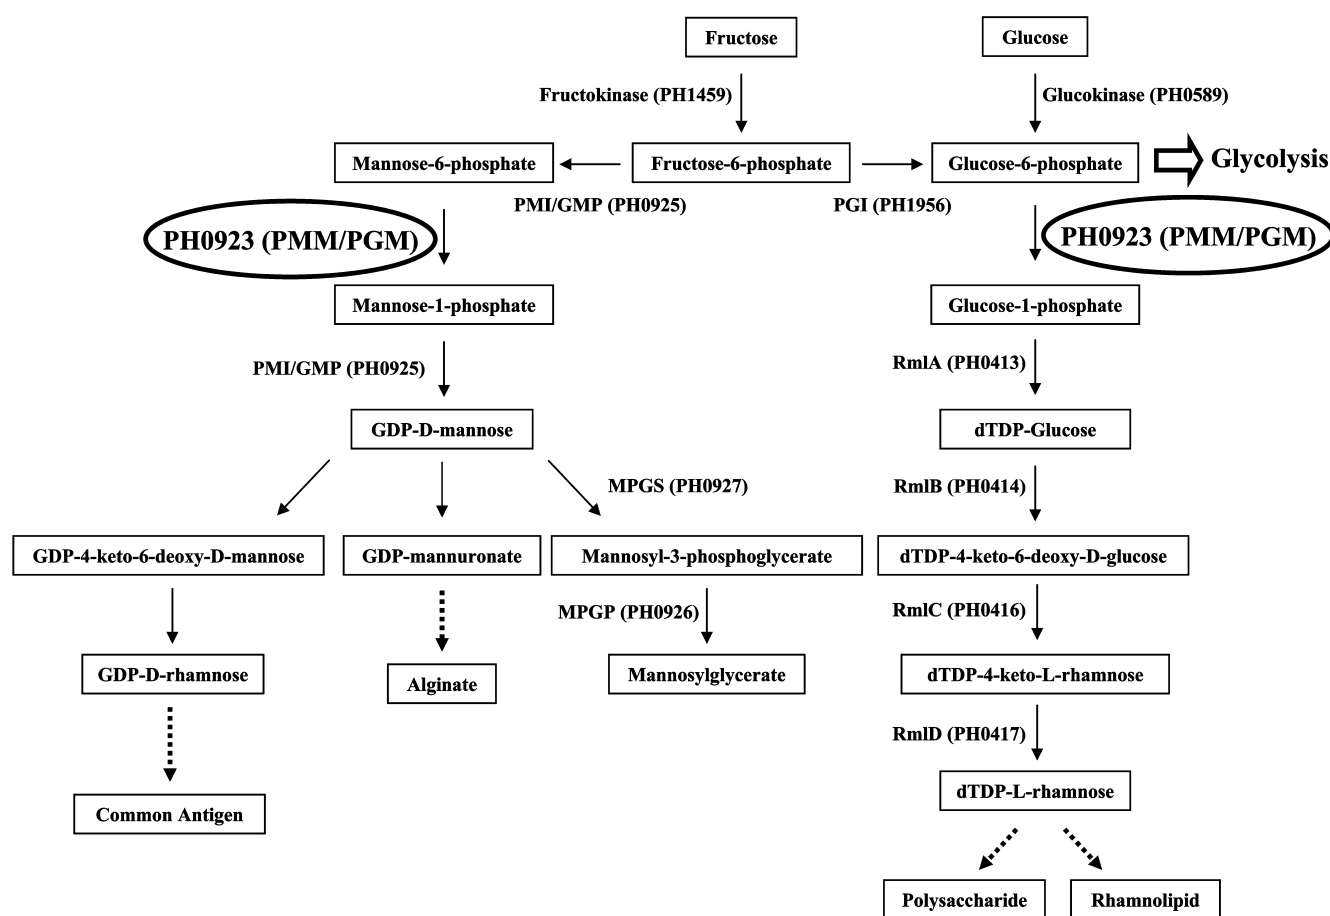 Fructose
Glucose
Fructokinase (PH1459)
Glucokinase (PH0589)
Mannose-6-phosphate
Fructose-6-phosphate
Glucose-6-phosphate
Glycolysis
PMI/GMP (PH0925)
PGI (PH1956)
PH0923 (PMM/PGM)
PH0923 (PMM/PGM)
Mannose-1-phosphate
Glucose-1-phosphate
PMI/GMP (PH0925)
RmlA (PH0413)
GDP-D-mannose
dTDP-Glucose
MPGS (PH0927)
RmlB (PH0414)
GDP-4-keto-6-deoxy-D-mannose
GDP-mannuronate
Mannosyl-3-phosphoglycerate
dTDP-4-keto-6-deoxy-D-glucose
MPGP (PH0926)
RmlC (PH0416)
GDP-D-rhamnose
Alginate
Mannosylglycerate
dTDP-4-keto-L-rhamnose
RmlD (PH0417)
dTDP-L-rhamnose
Common Antigen
Polysaccharide
Rhamnolipid